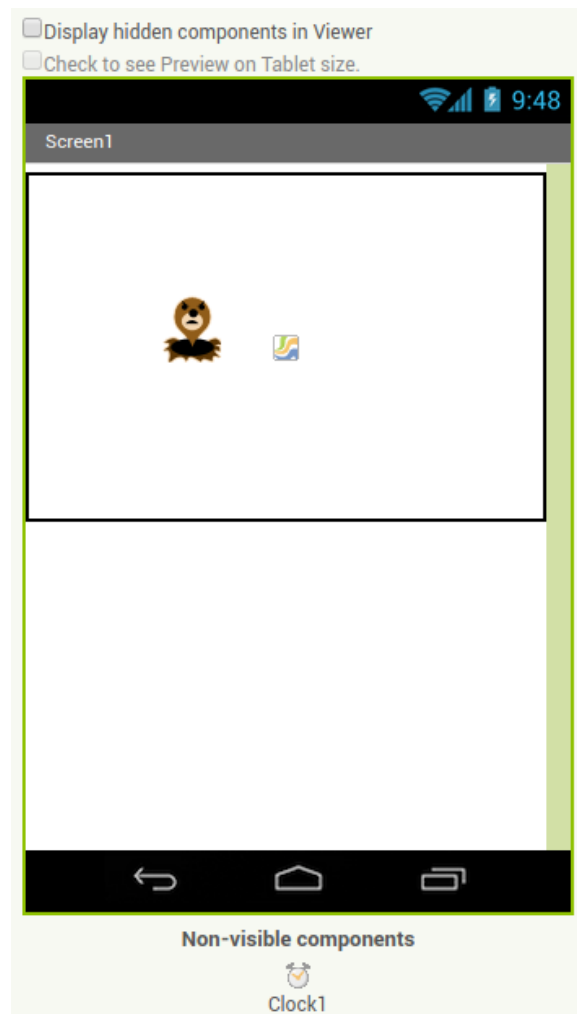 Display hidden components in Viewer
Check to see Preview on Tablet size.
9:48
Screen1
Non-visible components
Clock1